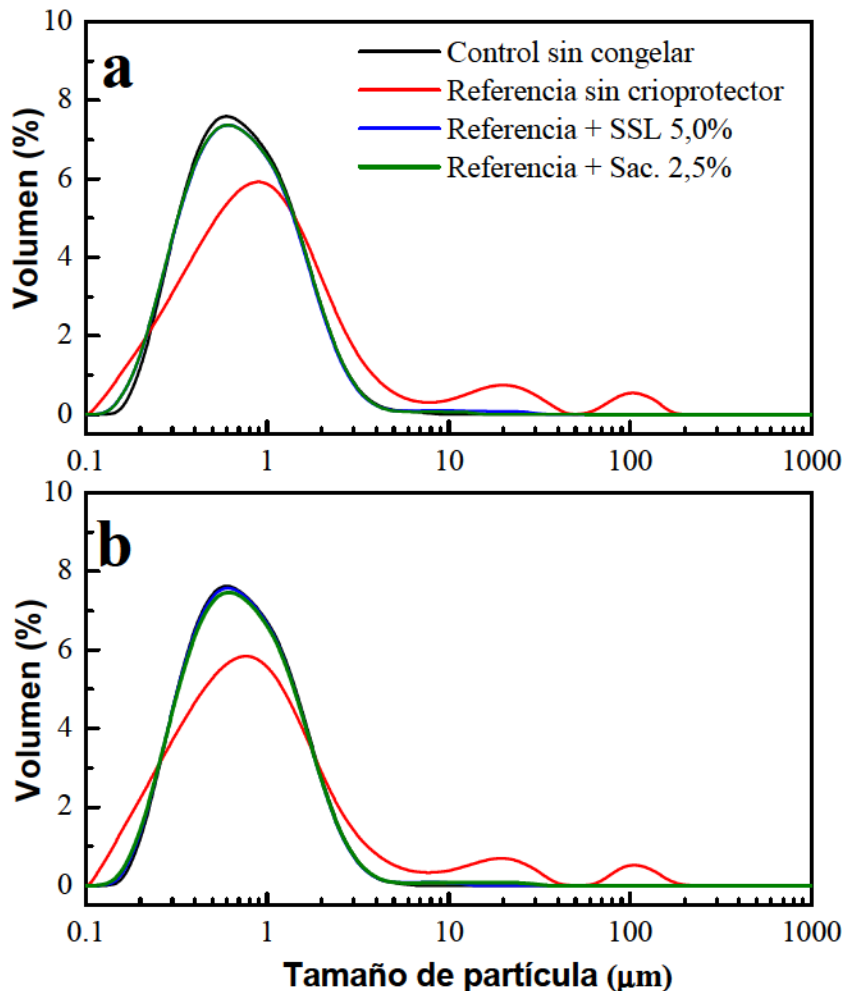 10
a
Control sin congelar
Referencia sin crioprotector
Referencia + SSL 5,0%
Referencia + Sac. 2,5%
8
6
4
2
0
Volumen (%)
0.1 1 10 100 1000
10
b
8
6
4
2
0
Volumen (%)
0.1 1 10 100 1000
Tamaño de partícula (μm)